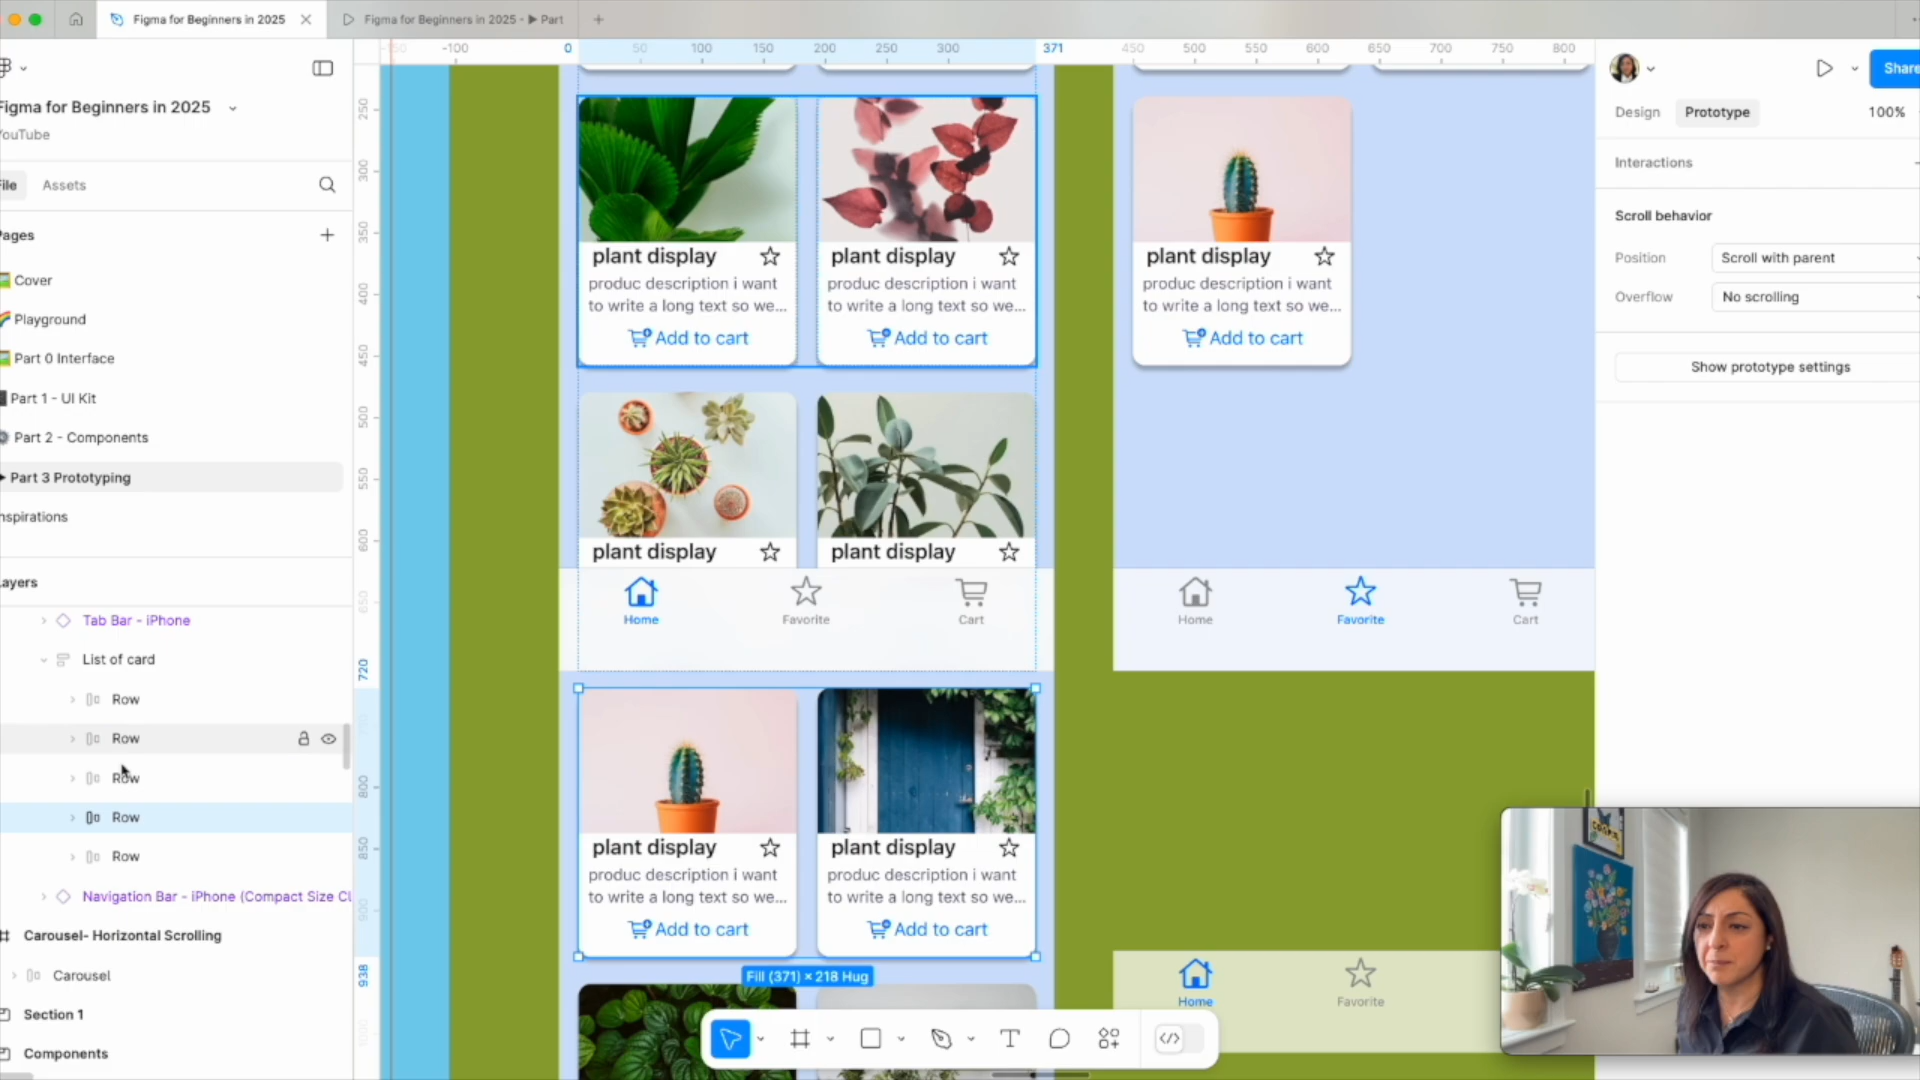 Figma for Beginners in 2025
Figma for Beginners in 2025 - ▶ Part
-150 -100 0 50 100 150 200 250 300 371 450 500 550 600 650 700 750 800
Figma for Beginners in 2025
YouTube
File Assets
Pages
Cover
Playground
Part 0 Interface
Part 1 - UI Kit
Part 2 - Components
Part 3 Prototyping
Inspirations
Layers
Tab Bar - iPhone
List of card
Row
Row
Row
Row
Row
Navigation Bar - iPhone (Compact Size Cl
Carousel- Horizontal Scrolling
Carousel
Section 1
Components
250
300
350
400
450
500
550
600
650
720
800
850
900
938
plant display
produc description i want
to write a long text so we...
Add to cart
plant display
produc description i want
to write a long text so we...
Add to cart
plant display
produc description i want
to write a long text so we...
Add to cart
plant display
plant display
Home
Favorite
Cart
Home
Favorite
Cart
plant display
produc description i want
to write a long text so we...
Add to cart
plant display
produc description i want
to write a long text so we...
Add to cart
Fill (371) × 218 Hug
Home
Favorite
Share
Design Prototype 100%
Interactions
Scroll behavior
Position Scroll with parent
Overflow No scrolling
Show prototype settings